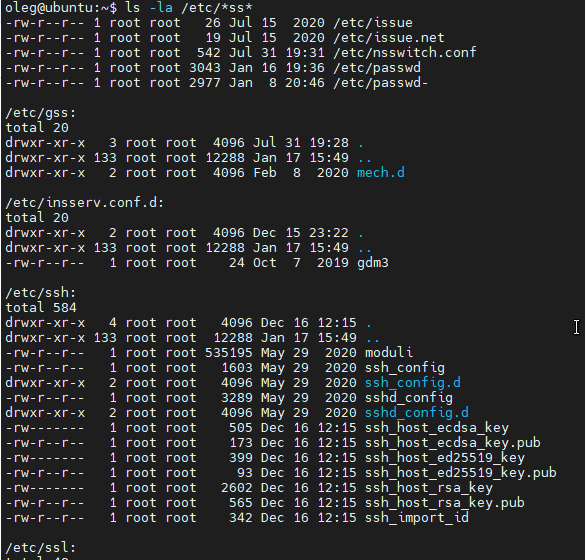 oleg@ubuntu:~$ ls -la /etc/*ss*
-rw-r--r-- 1 root root   26 Jul 15  2020 /etc/issue
-rw-r--r-- 1 root root   19 Jul 15  2020 /etc/issue.net
-rw-r--r-- 1 root root  542 Jul 31 19:31 /etc/nsswitch.conf
-rw-r--r-- 1 root root 3043 Jan 16 19:36 /etc/passwd
-rw-r--r-- 1 root root 2977 Jan  8 20:46 /etc/passwd-

/etc/gss:
total 20
drwxr-xr-x   3 root root  4096 Jul 31 19:28 .
drwxr-xr-x 133 root root 12288 Jan 17 15:49 ..
drwxr-xr-x   2 root root  4096 Feb  8  2020 mech.d

/etc/insserv.conf.d:
total 20
drwxr-xr-x   2 root root  4096 Dec 15 23:22 .
drwxr-xr-x 133 root root 12288 Jan 17 15:49 ..
-rw-r--r--   1 root root    24 Oct  7  2019 gdm3

/etc/ssh:
total 584
drwxr-xr-x   4 root root   4096 Dec 16 12:15 .
drwxr-xr-x 133 root root  12288 Jan 17 15:49 ..
-rw-r--r--   1 root root 535195 May 29  2020 moduli
-rw-r--r--   1 root root   1603 May 29  2020 ssh_config
drwxr-xr-x   2 root root   4096 May 29  2020 ssh_config.d
-rw-r--r--   1 root root   3289 May 29  2020 sshd_config
drwxr-xr-x   2 root root   4096 May 29  2020 sshd_config.d
-rw-------   1 root root    505 Dec 16 12:15 ssh_host_ecdsa_key
-rw-r--r--   1 root root    173 Dec 16 12:15 ssh_host_ecdsa_key.pub
-rw-------   1 root root    399 Dec 16 12:15 ssh_host_ed25519_key
-rw-r--r--   1 root root     93 Dec 16 12:15 ssh_host_ed25519_key.pub
-rw-------   1 root root   2602 Dec 16 12:15 ssh_host_rsa_key
-rw-r--r--   1 root root    565 Dec 16 12:15 ssh_host_rsa_key.pub
-rw-r--r--   1 root root    342 Dec 16 12:15 ssh_import_id

/etc/ssl: